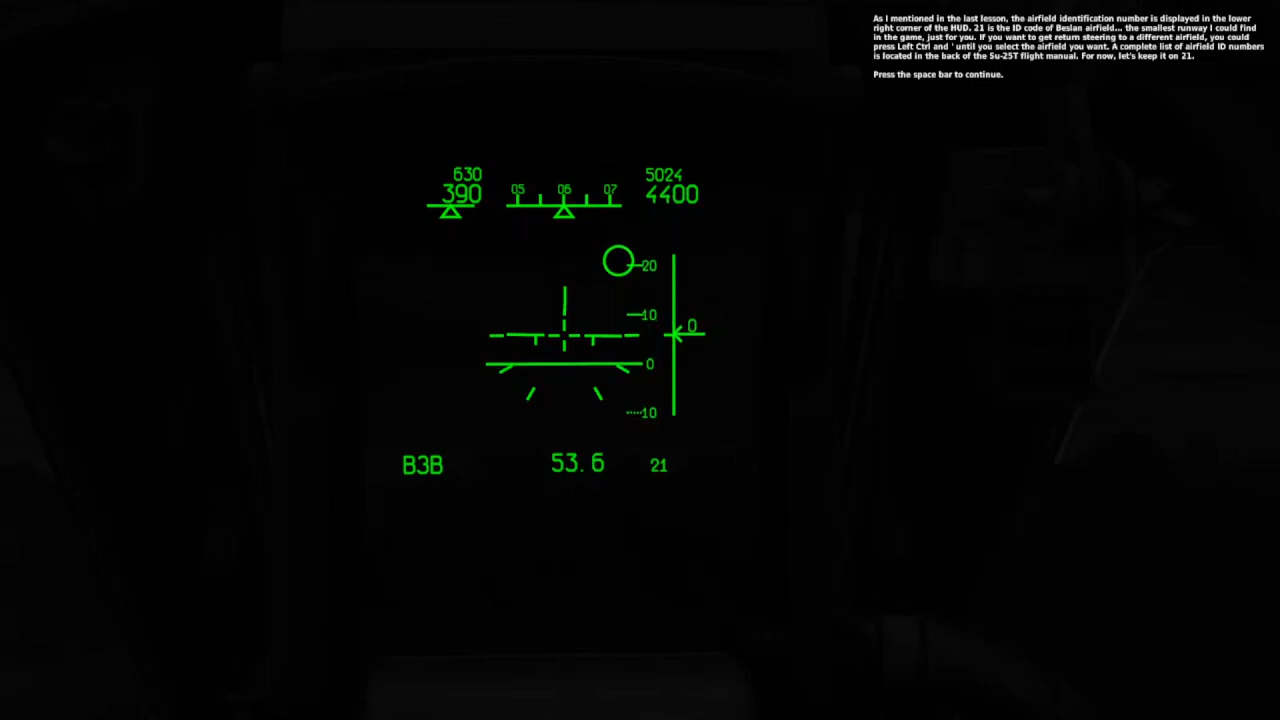 As I mentioned in the last lesson, the airfield identification number is displayed in the lower
right corner of the HUD. 21 is the ID code of Beslan airfield... the smallest runway I could find
in the game, just for you. If you want to get return steering to a different airfield, you could
press Left Ctrl and ' until you select the airfield you want. A complete list of airfield ID numbers
is located in the back of the Su-25T flight manual. For now, let's keep it on 21.
Press the space bar to continue.
630 5024
390 05 06 07 4400
20
10
0
0
10
B3B 53.6 21